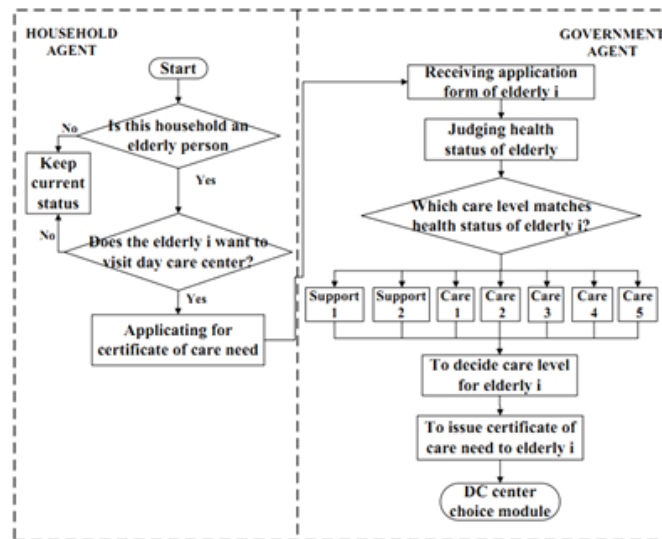 HOUSEHOLD
AGENT
Start
Is this household an
elderly person
No
Keep
current
status
Yes
No
Does the elderly i want to
visit day care center?
Yes
Applicating for
certificate of care need
GOVERNMENT
AGENT
Receiving application
form of elderly i
Judging health
status of elderly
Which care level matches
health status of elderly i?
Support
1
Support
2
Care
1
Care
2
Care
3
Care
4
Care
5
To decide care level
for elderly i
To issue certificate of
care need to elderly i
DC center
choice module